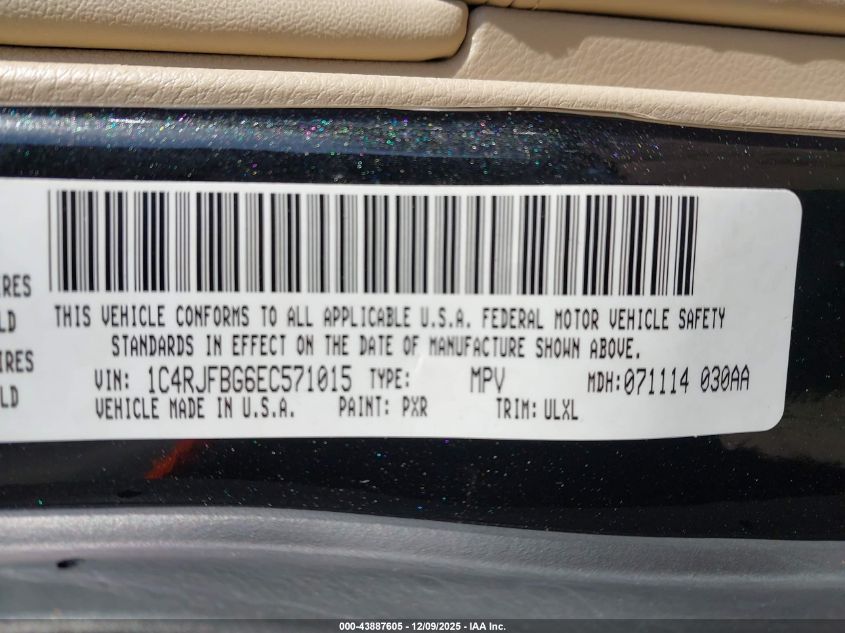 IRES
LD
THIS VEHICLE CONFORMS TO ALL APPLICABLE U.S.A. FEDERAL MOTOR VEHICLE SAFETY
STANDARDS IN EFFECT ON THE DATE OF MANUFACTURE SHOWN ABOVE.
IRES
LD
VIN: 1C4RJFBG6EC571015 TYPE: MPV MDH:071114 030AA
VEHICLE MADE IN U.S.A. PAINT: PXR TRIM: ULXL
000-43887605 - 12/09/2025 - IAA Inc.